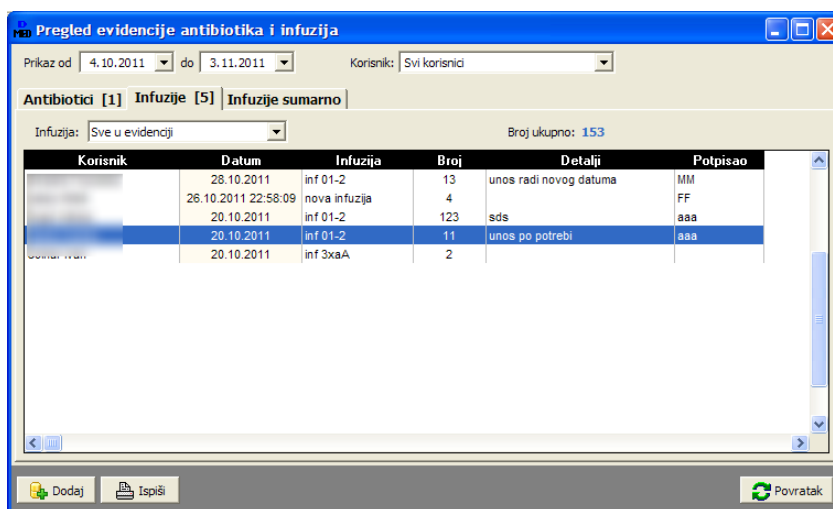 ID MED Pregled evidencije antibiotika i infuzija
Prikaz od 4.10.2011 do 3.11.2011 Korisnik: Svi korisnici
Antibiotici [1] Infuzije [5] Infuzije sumarno
Infuzija: Sve u evidenciji Broj ukupno: 153
Korisnik Datum Infuzija Broj Detalji Potpisao
28.10.2011 inf 01-2 13 unos radi novog datuma MM
26.10.2011 22:58:09 nova infuzija 4 FF
20.10.2011 inf 01-2 123 sds aaa
20.10.2011 inf 01-2 11 unos po potrebi aaa
20.10.2011 inf 3xaA 2
Dodaj Ispiši Povratak